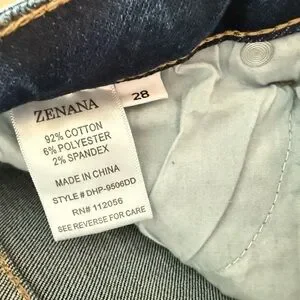 ZENANA
28
92% COTTON
6% POLYESTER
2% SPANDEX
MADE IN CHINA
STYLE # DHP-9506DD
RN# 112056
SEE REVERSE FOR CARE